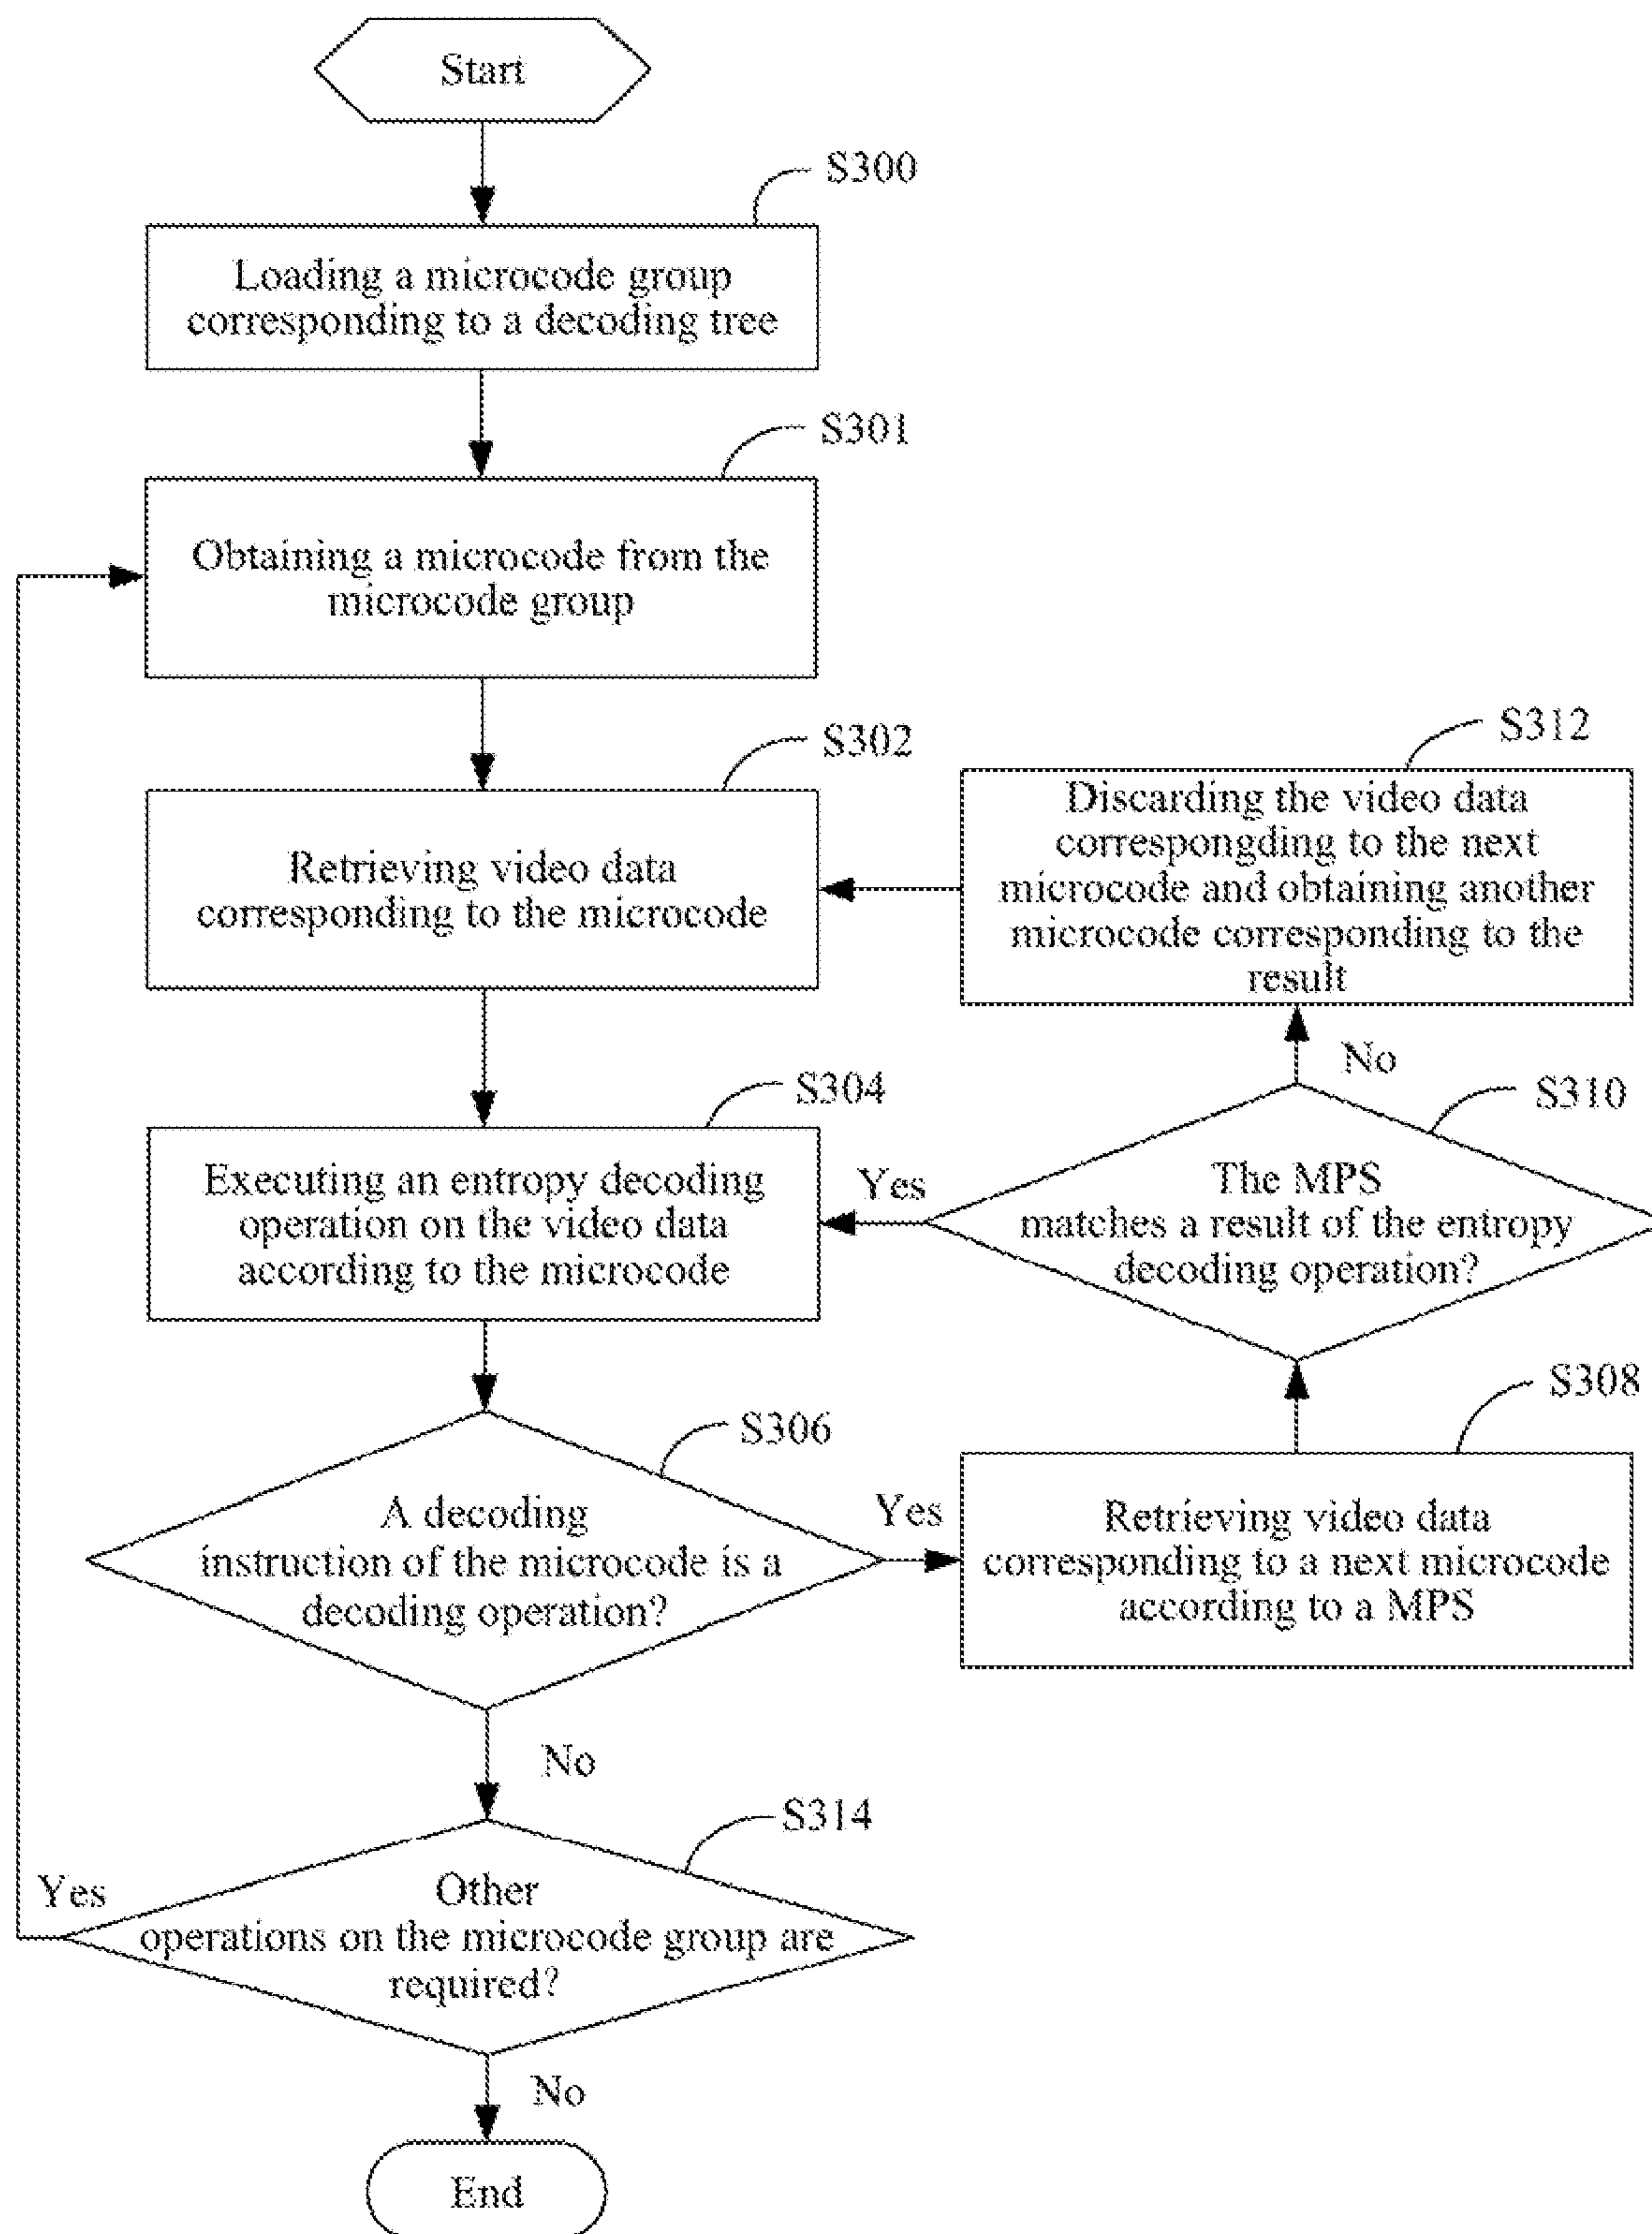 Start
S300
Loading a microcode group
corresponding to a decoding tree
S301
Obtaining a microcode from the
microcode group
S302
Retrieving video data
corresponding to the microcode
S312
Discarding the video data
correspongding to the next
microcode and obtaining another
microcode corresponding to the
result
No
S304
Executing an entropy decoding
operation on the video data
according to the microcode
Yes
S310
The MPS
matches a result of the entropy
decoding operation?
S306
A decoding
instruction of the microcode is a
decoding operation?
Yes
S308
Retrieving video data
corresponding to a next microcode
according to a MPS
No
S314
Yes
Other
operations on the microcode group are
required?
No
End